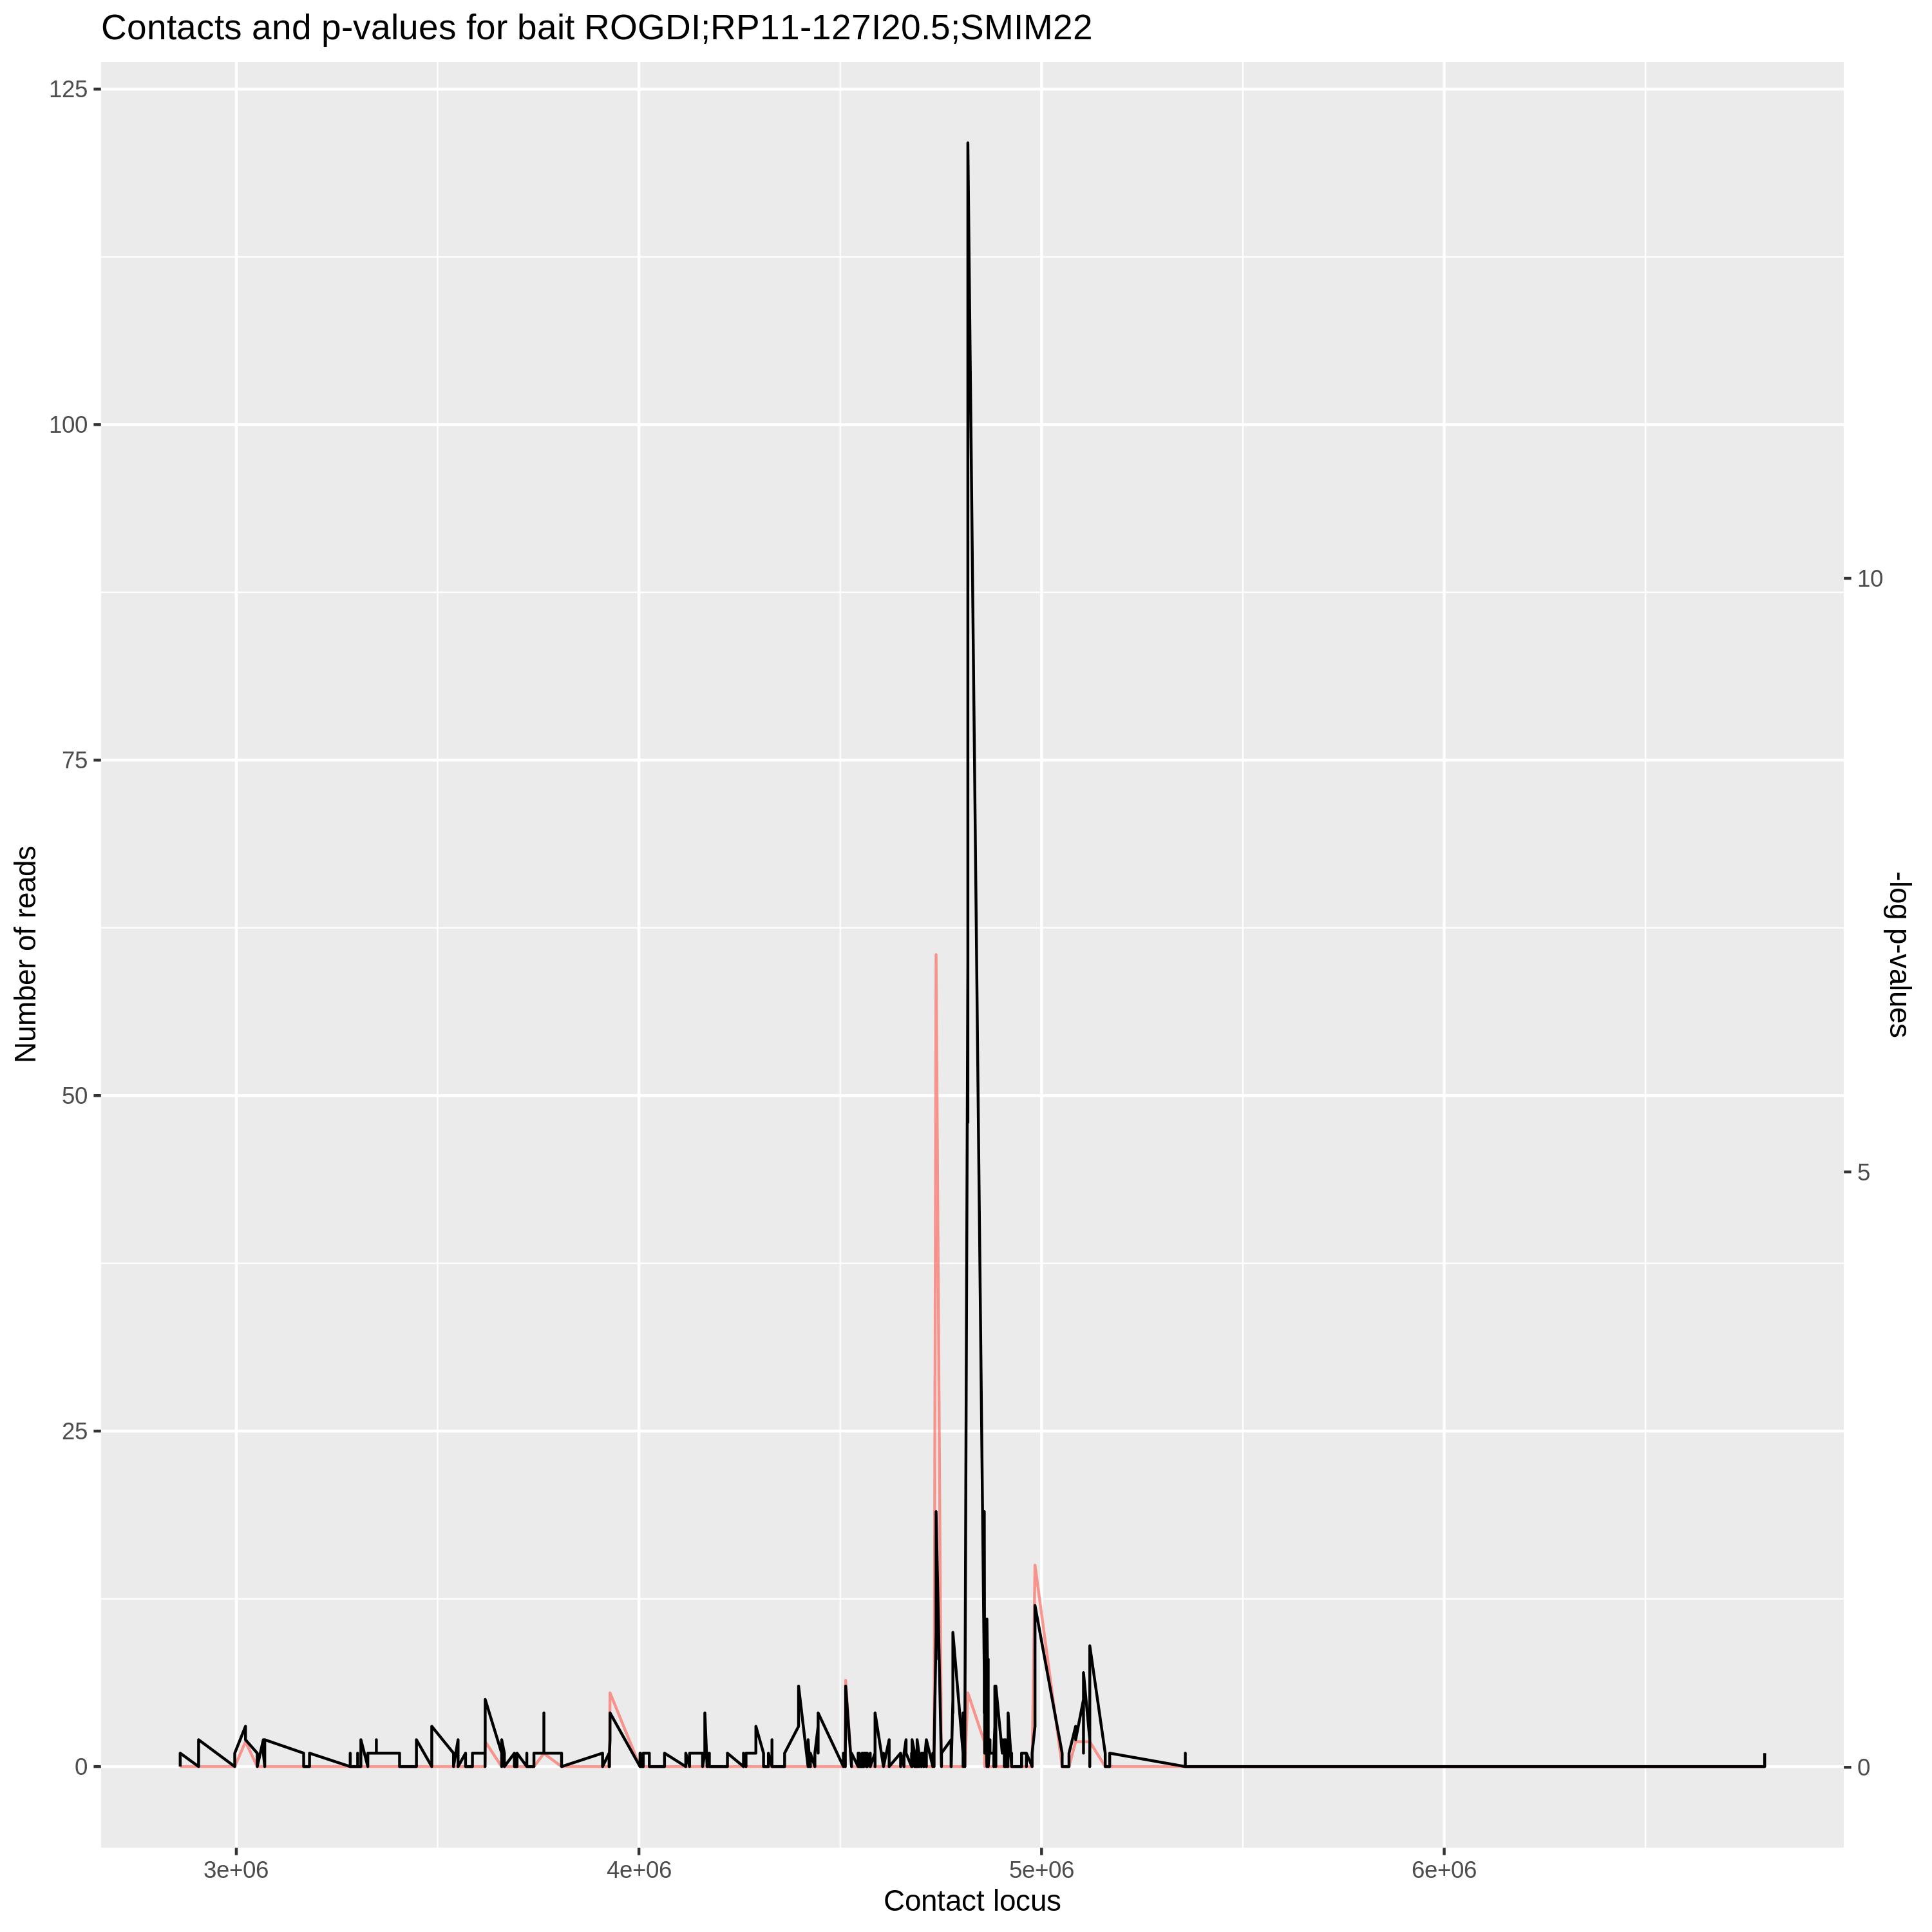 Contacts and p-values for bait ROGDI;RP11-127I20.5;SMIM22
125
100
75
50
25
0
Number of reads
10
5
0
-log p-values
3e+06
4e+06
5e+06
6e+06
Contact locus